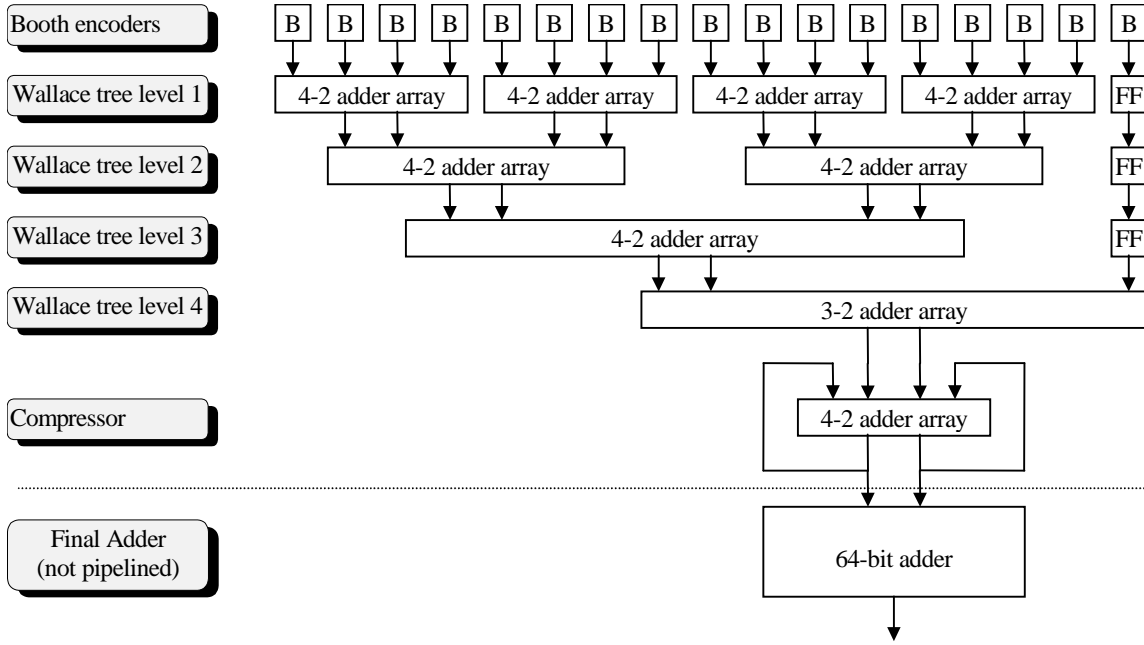 Booth encoders B B B B B B B B B B B B B B B B B
Wallace tree level 1 4-2 adder array 4-2 adder array 4-2 adder array 4-2 adder array FF
Wallace tree level 2 4-2 adder array 4-2 adder array FF
Wallace tree level 3 4-2 adder array FF
Wallace tree level 4 3-2 adder array
Compressor 4-2 adder array
Final Adder
(not pipelined)
64-bit adder